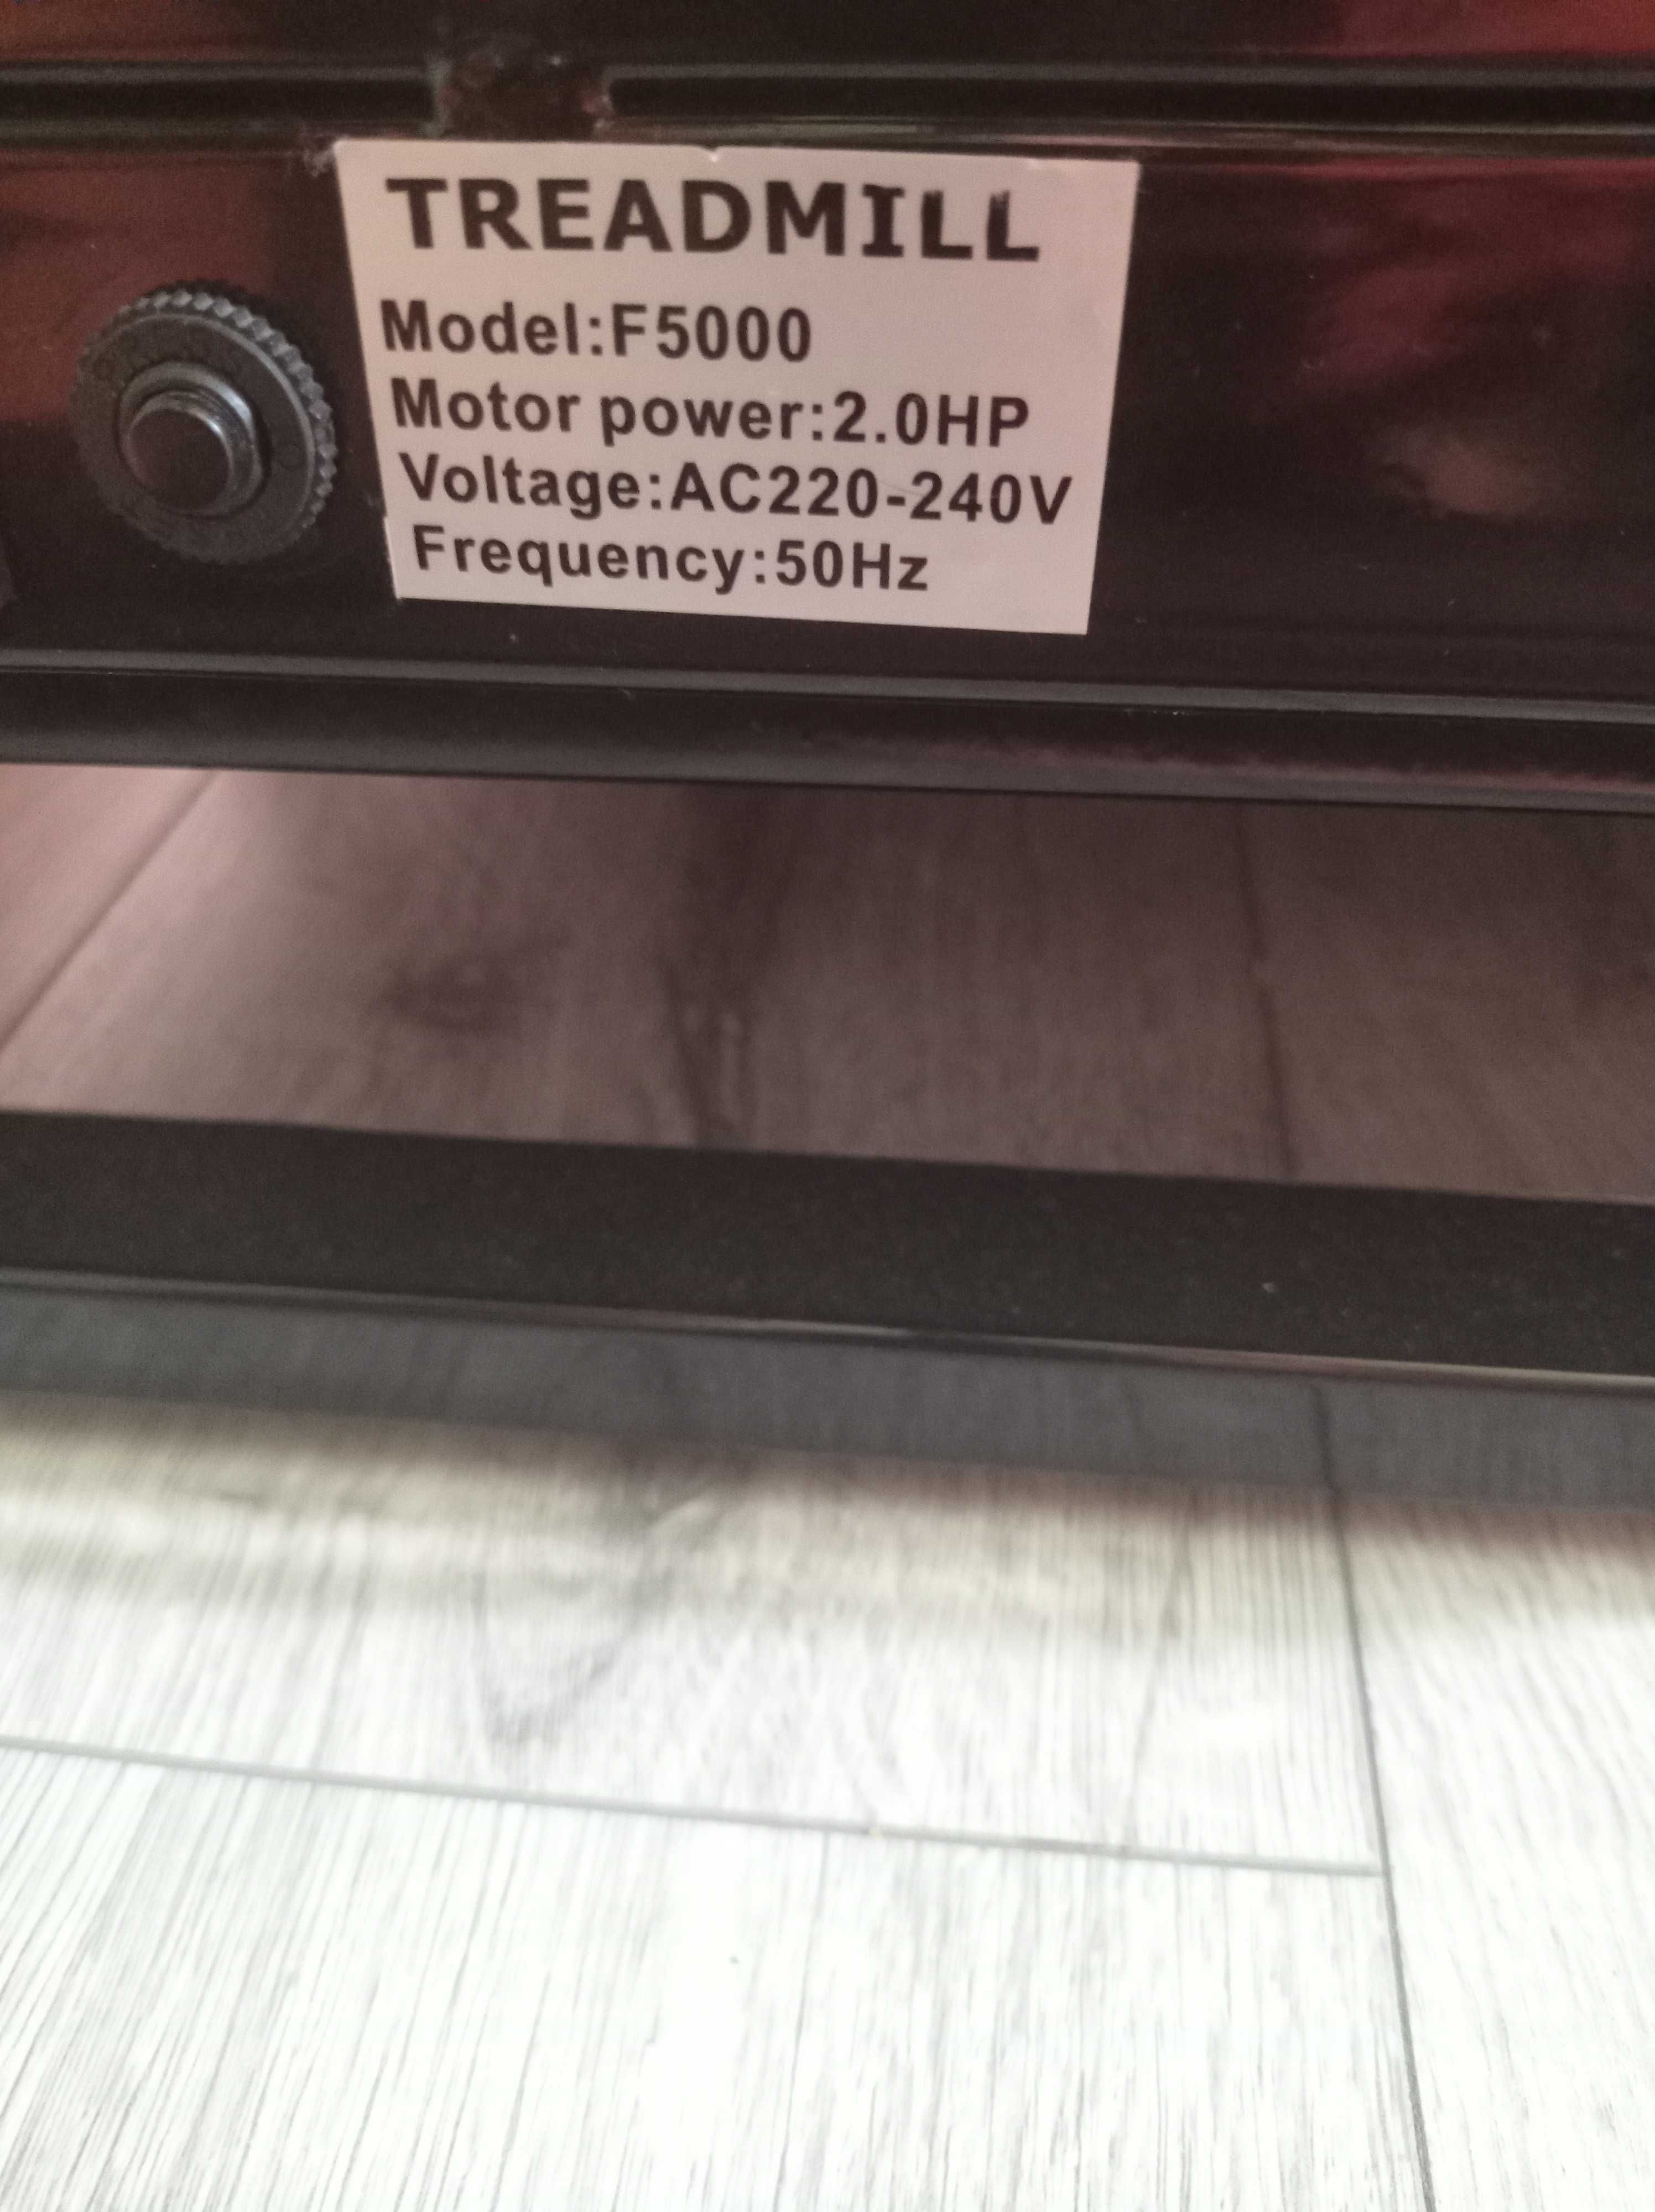 TREADMILL
Model:F5000
Motor power:2.0HP
Voltage:AC220-240V
Frequency:50Hz